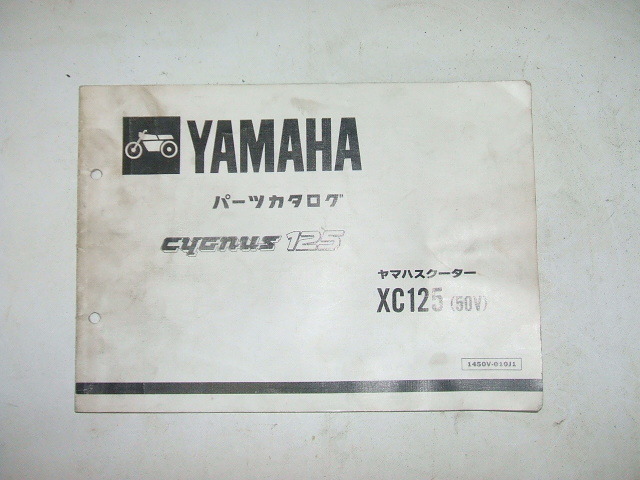 YAMAHA
パーツカタログ
cygnus 125
ヤマハスクーター
XC125 (50V)
1450V-010J1